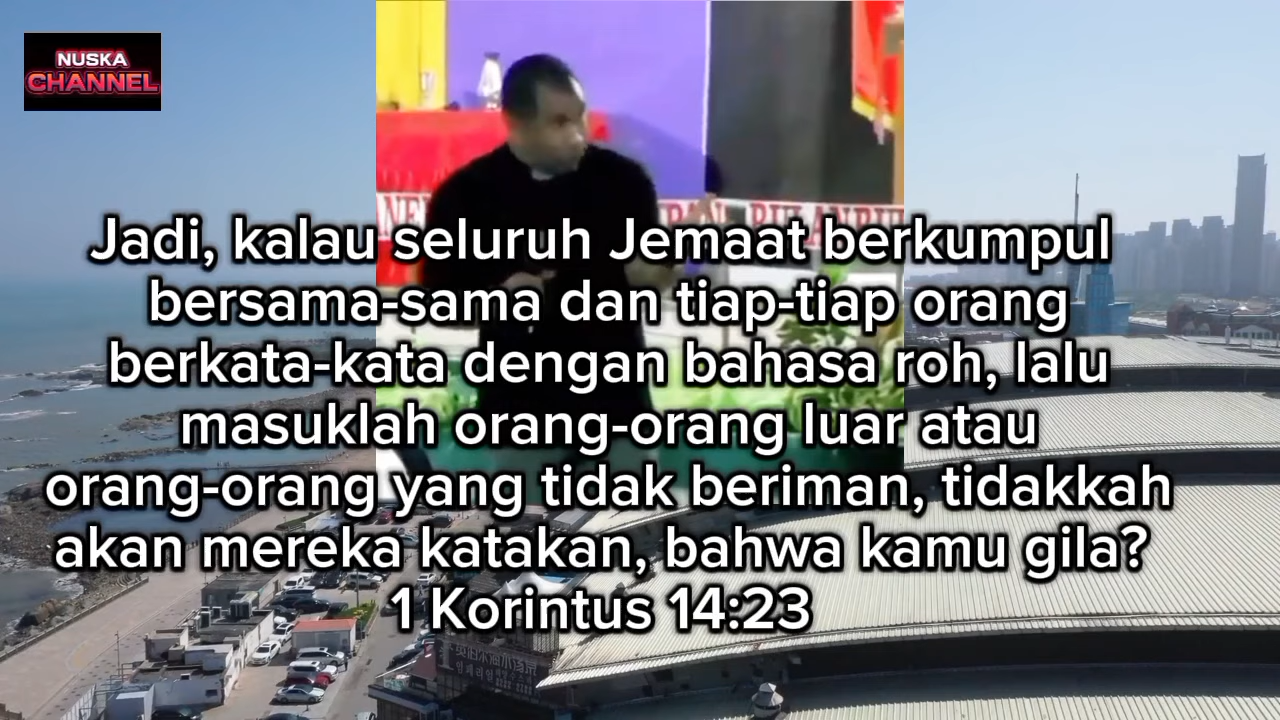 NUSKA
CHANNEL
Jadi, kalau seluruh Jemaat berkumpul
bersama-sama dan tiap-tiap orang
berkata-kata dengan bahasa roh, lalu
masuklah orang-orang luar atau
orang-orang yang tidak beriman, tidakkah
akan mereka katakan, bahwa kamu gila?
1 Korintus 14:23